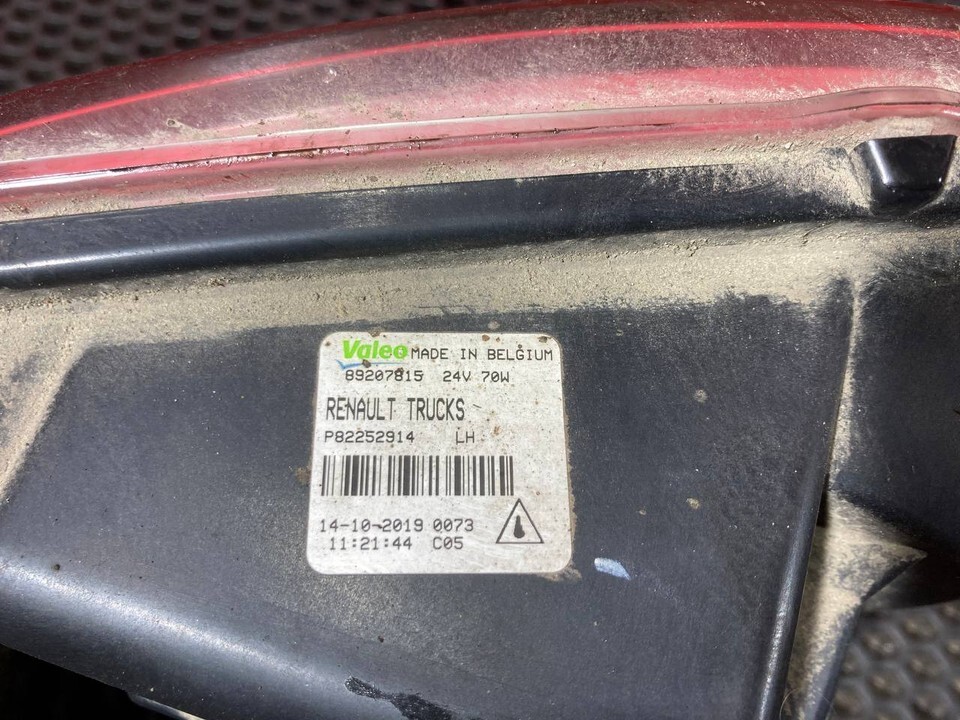 Valeo MADE IN BELGIUM
89207815 24V 70W
RENAULT TRUCKS
P82252914 LH
14-10-2019 0073
11:21:44 C05